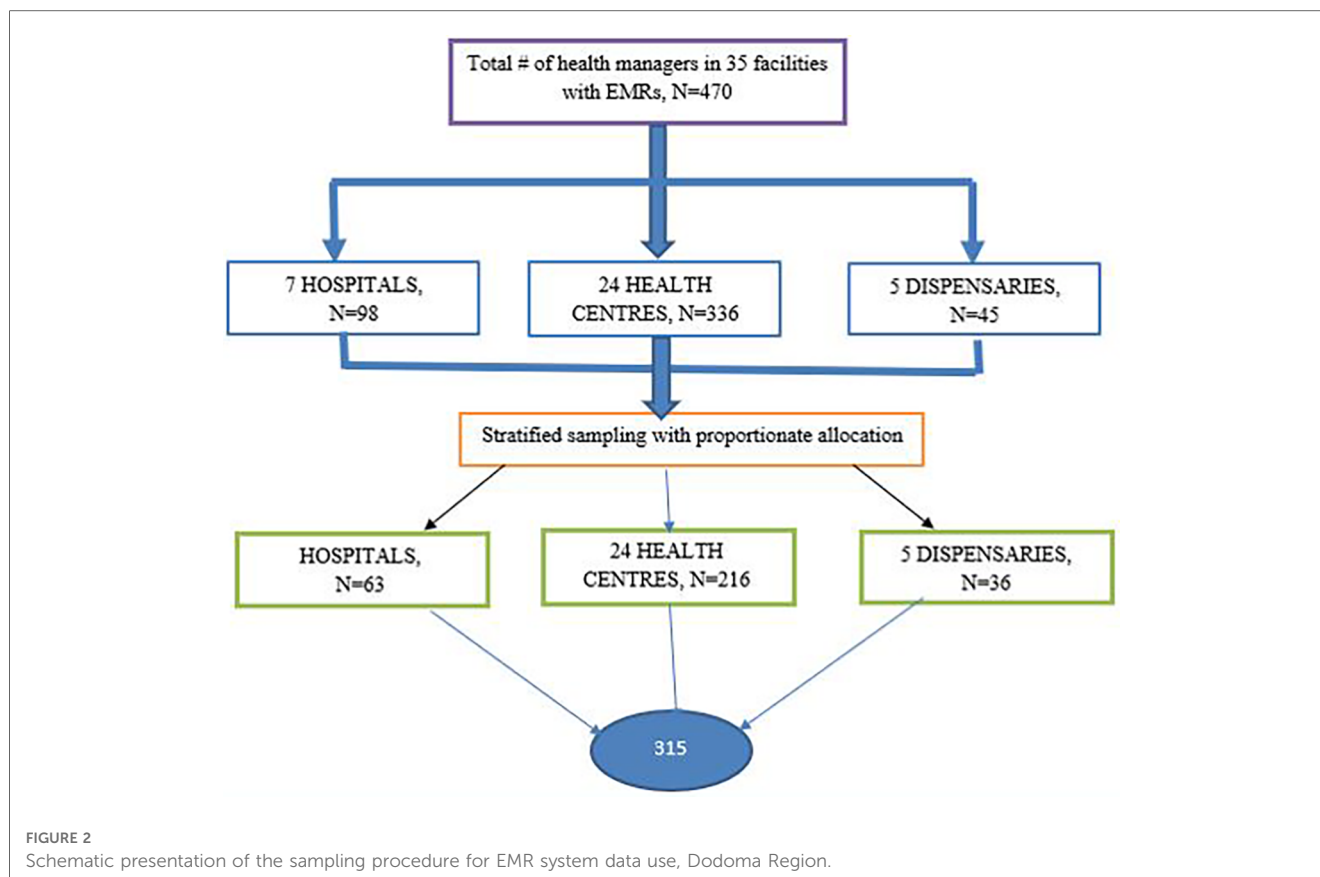 Total # of health managers in 35 facilities
with EMRs, N=470
7 HOSPITALS,
N=98
24 HEALTH
CENTRES, N=336
5 DISPENSARIES,
N=45
Stratified sampling with proportionate allocation
HOSPITALS,
N=63
24 HEALTH
CENTRES, N=216
5 DISPENSARIES,
N=36
315
FIGURE 2
Schematic presentation of the sampling procedure for EMR system data use, Dodoma Region.